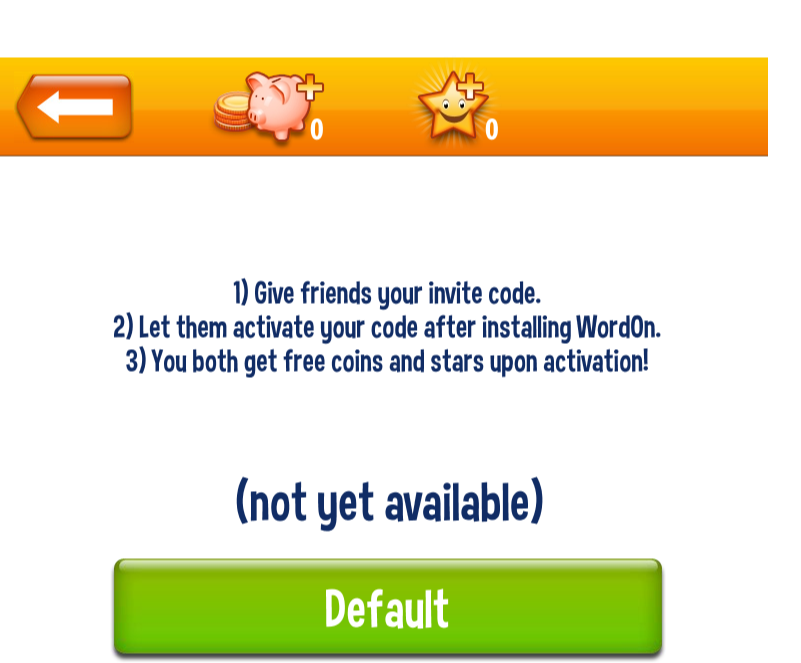 0
0
1) Give friends your invite code.
2) Let them activate your code after installing WordOn.
3) You both get free coins and stars upon activation!
(not yet available)
Default